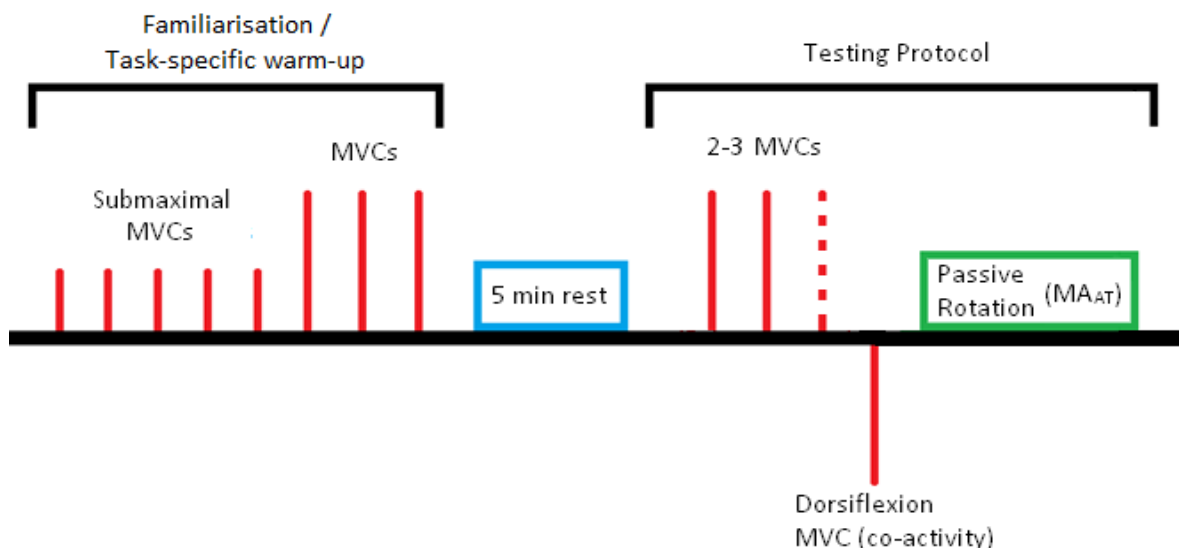 Familiarisation /
Task-specific warm-up
Testing Protocol
MVCs
2-3 MVCs
Submaximal
MVCs
5 min rest
Passive
Rotation (MAAT)
Dorsiflexion
MVC (co-activity)